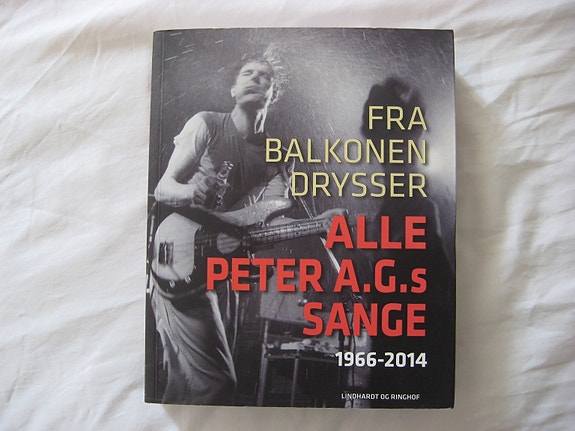 FRA
BALKONEN
DRYSSER
ALLE
PETER A.G.s
SANGE
1966-2014
LINDHARDT OG RINGHOF